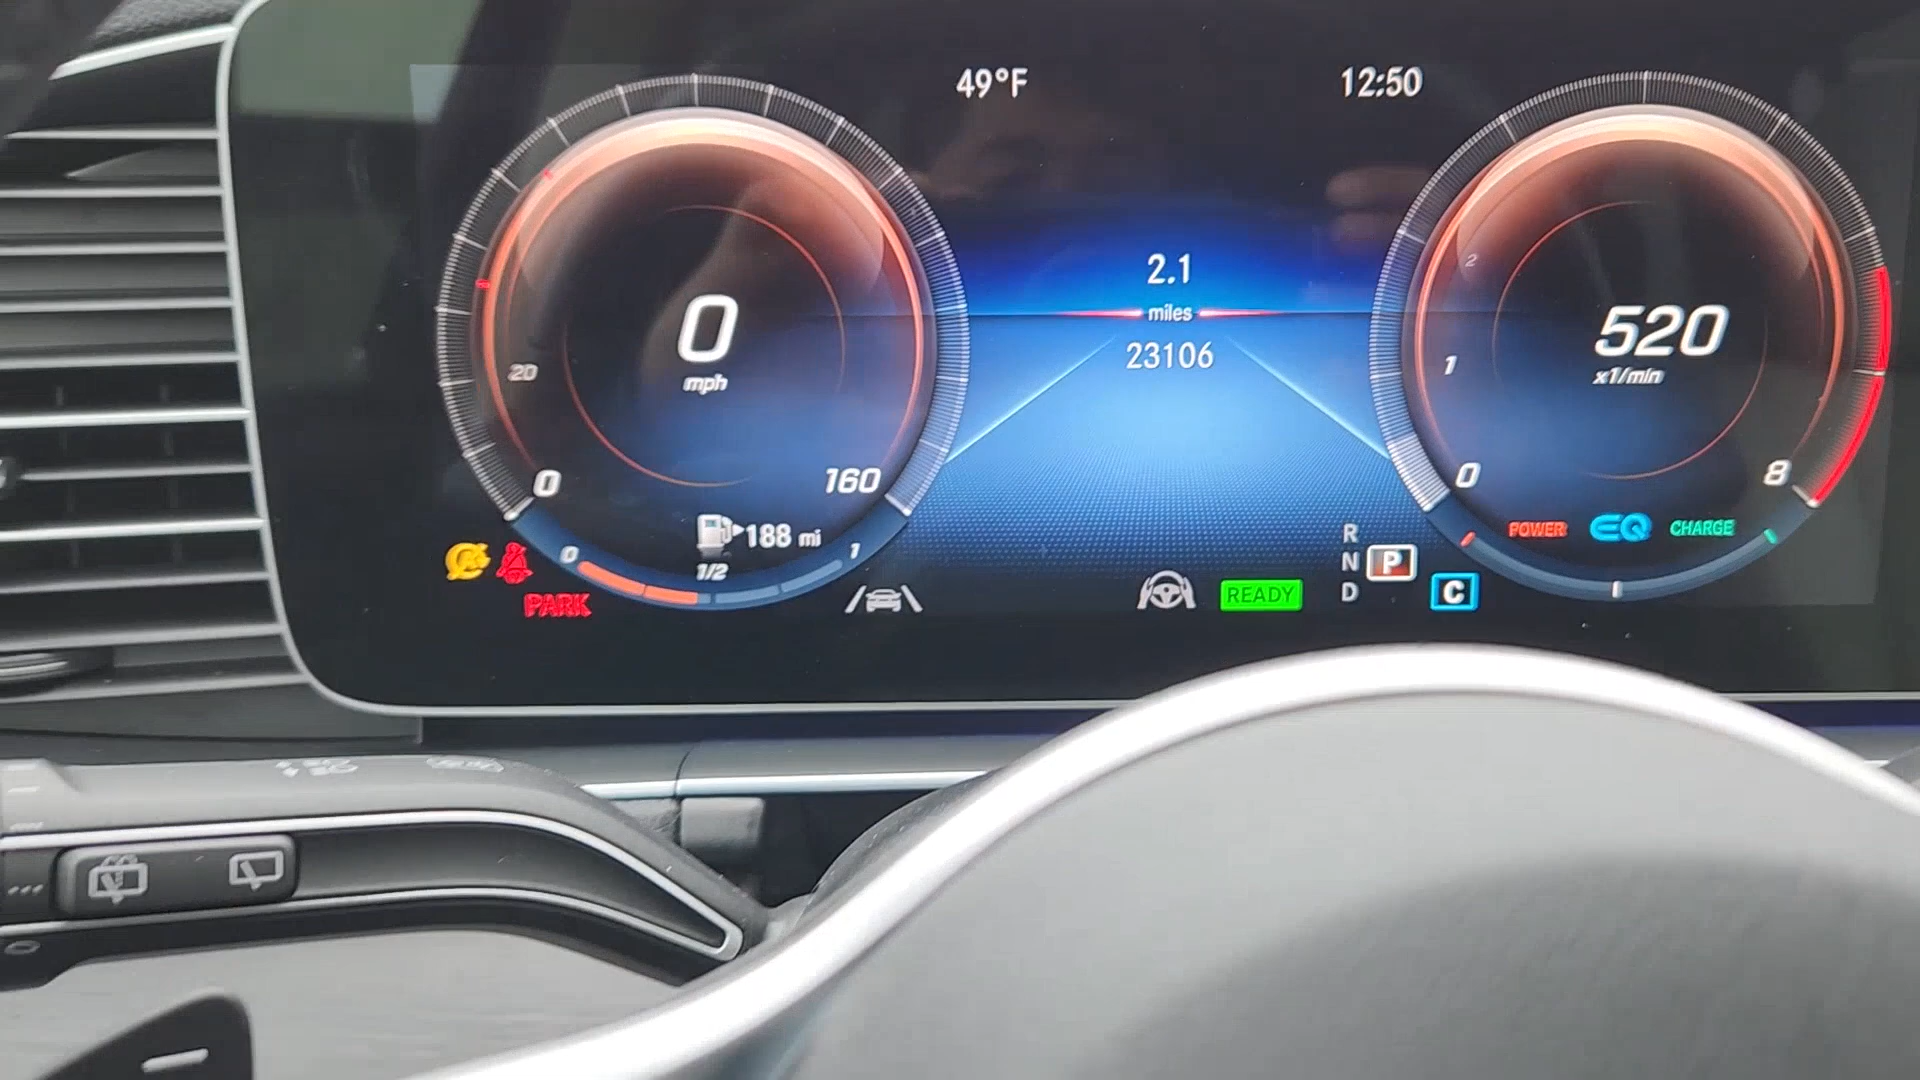 49°F
12:50
0
mph
20
0
160
188 mi
0
1/2
1
PARK
2.1
miles
23106
READY
R
N
D
P
C
2
1
520
x1/min
0
8
POWER
EQ
CHARGE